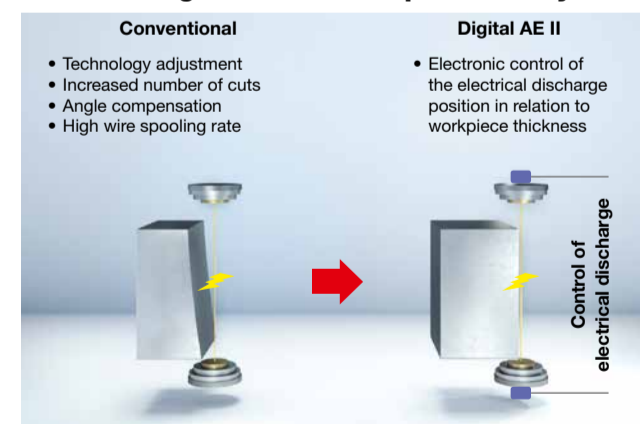 Conventional
• Technology adjustment
• Increased number of cuts
• Angle compensation
• High wire spooling rate
Digital AE II
• Electronic control of
the electrical discharge
position in relation to
workpiece thickness
Control of
electrical discharge